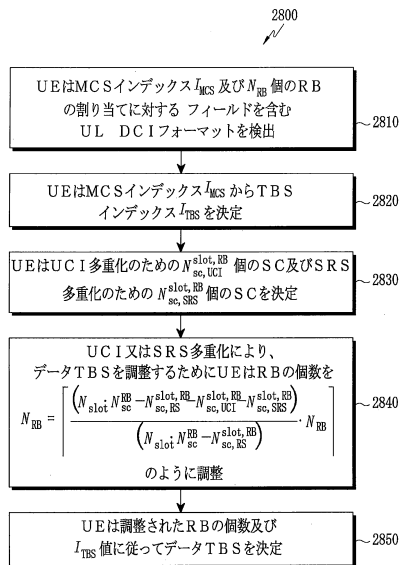 2800
UEはMCSインデックスI_MCS及びN_RB個のRB
の割り当てに対する フィールドを含む
UL DCIフォーマットを検出
2810
UEはMCSインデックスI_MCSからTBS
インデックスI_TBSを決定
2820
UEはUCI多重化のためのN_{sc,UCI}^{slot,RB}個のSC及びSRS
多重化のためのN_{sc,SRS}^{slot,RB}個のSCを決定
2830
UCI又はSRS多重化により、
データTBSを調整するためにUEはRBの個数を
N_RB = ⌈ (N_slot·N_sc^RB − N_{sc,RS}^{slot,RB} − N_{sc,UCI}^{slot,RB} − N_{sc,SRS}^{slot,RB}) / (N_slot·N_sc^RB − N_{sc,RS}^{slot,RB}) · N_RB ⌉
のように調整
2840
UEは調整されたRBの個数及び
I_TBS値に従ってデータTBSを決定
2850